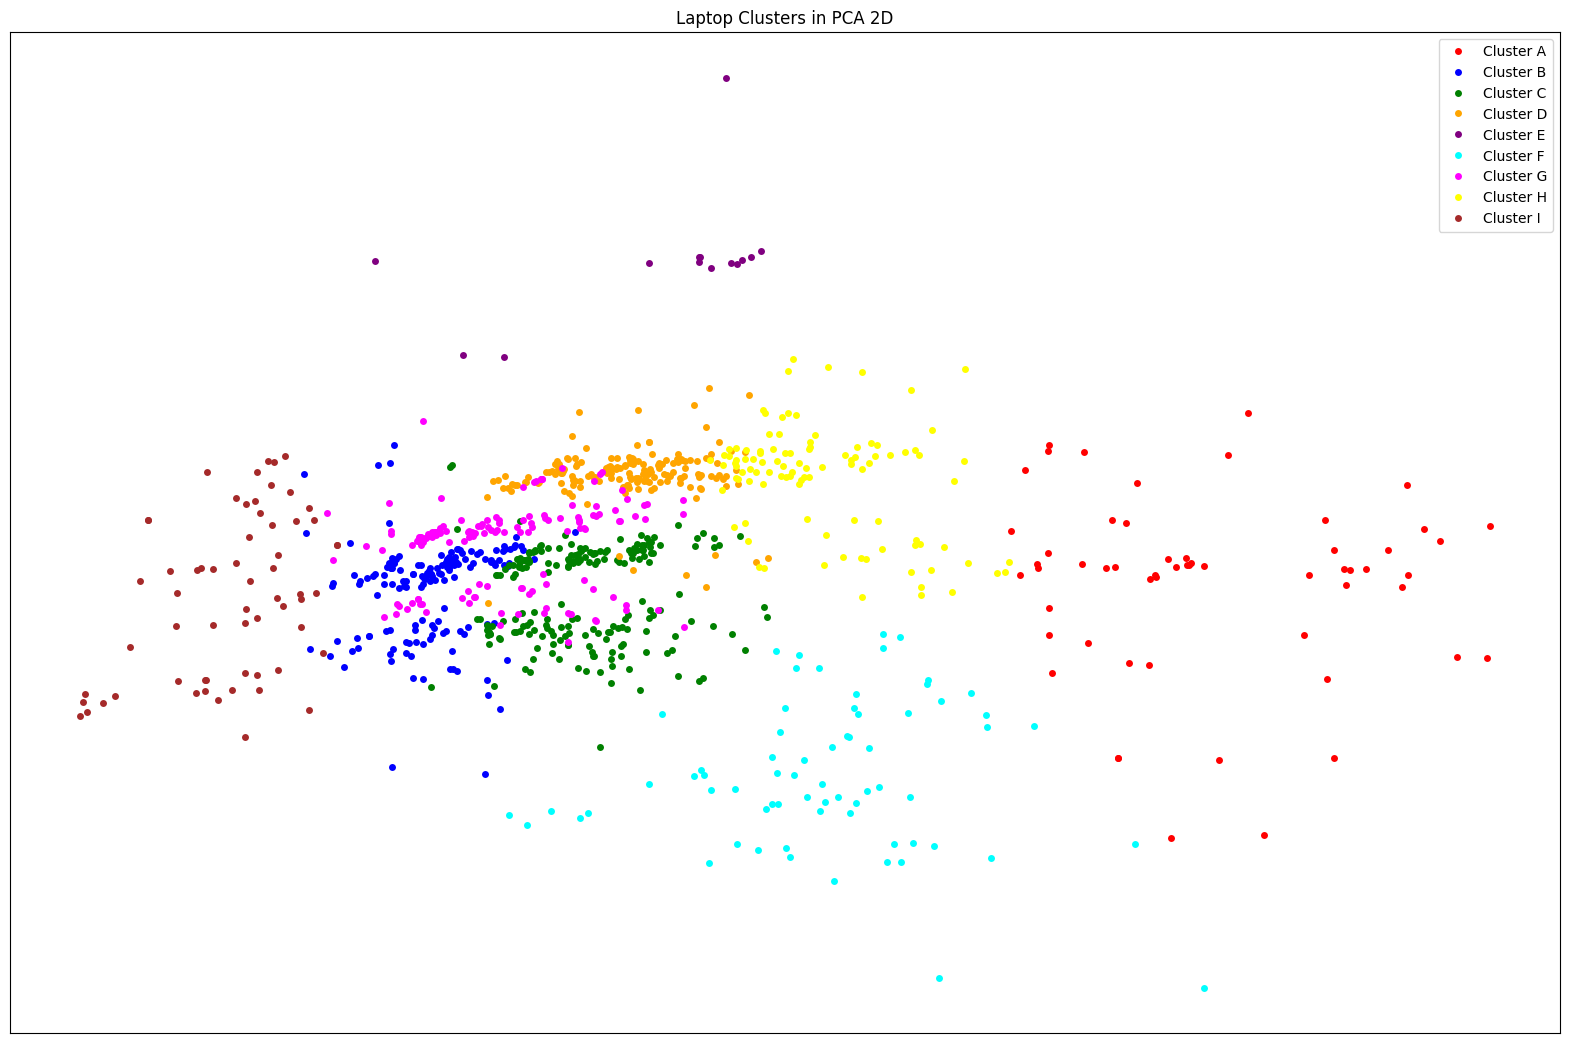 Laptop Clusters in PCA 2D
Cluster A
Cluster B
Cluster C
Cluster D
Cluster E
Cluster F
Cluster G
Cluster H
Cluster I